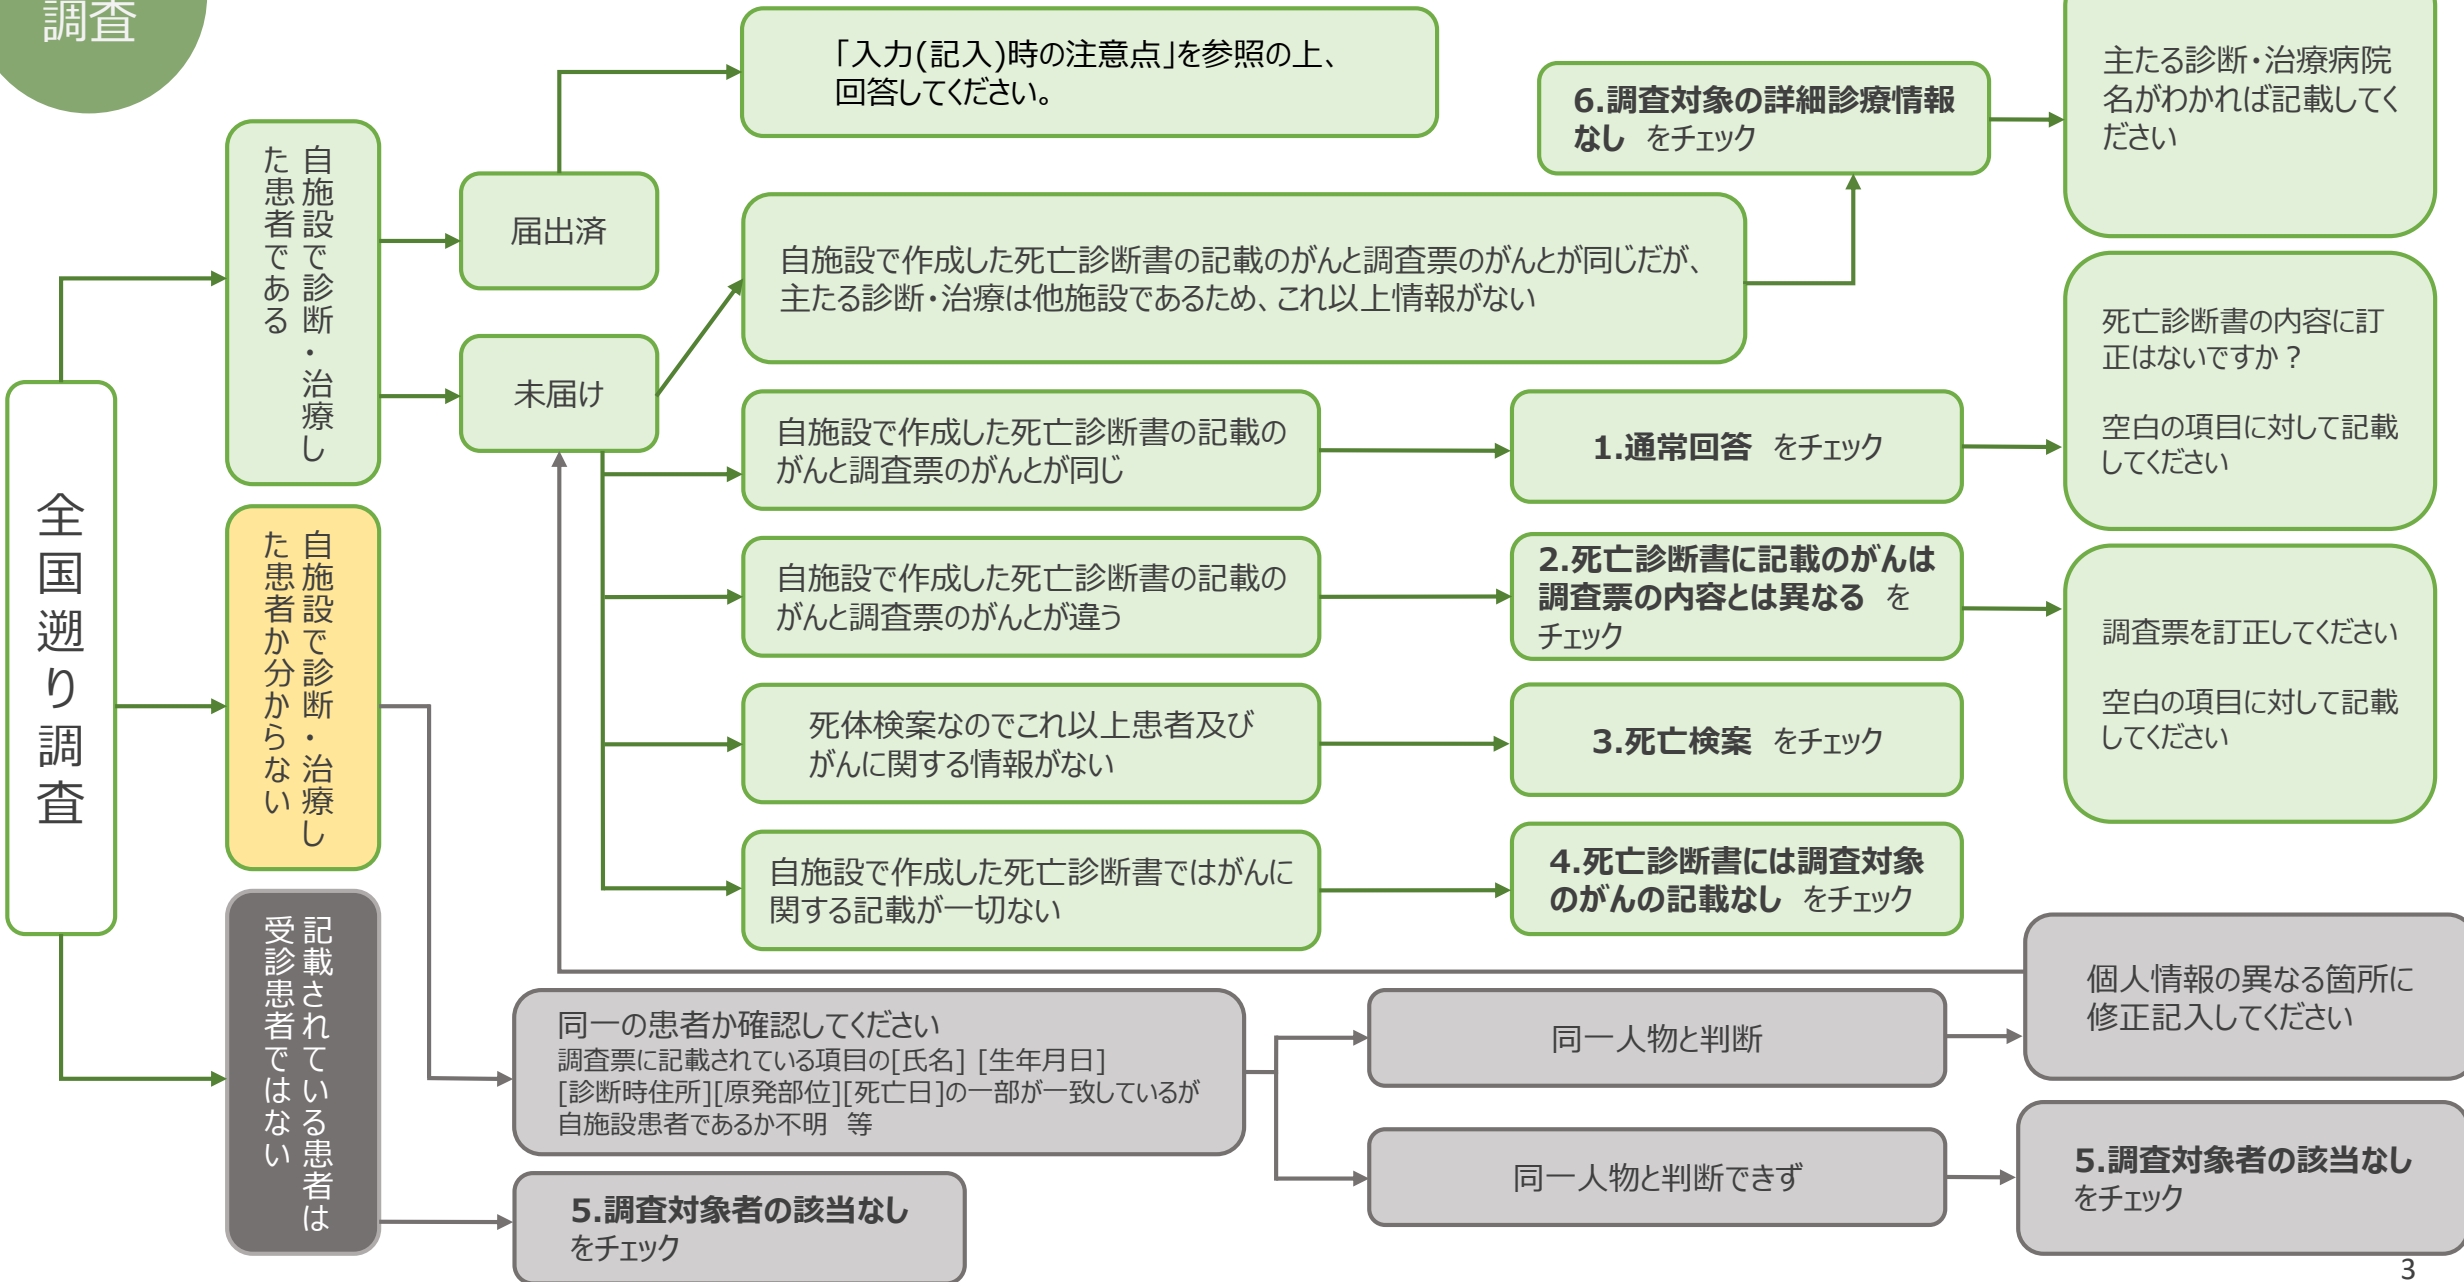 調査
全国遡り調査
自施設で診断・治療し
た患者である
届出済
「入力(記入)時の注意点」を参照の上、
回答してください。
未届け
自施設で作成した死亡診断書の記載のがんと調査票のがんとが同じだが、
主たる診断・治療は他施設であるため、これ以上情報がない
6.調査対象の詳細診療情報
なし　をチェック
主たる診断・治療病院
名がわかれば記載してく
ださい
自施設で作成した死亡診断書の記載の
がんと調査票のがんとが同じ
1.通常回答　をチェック
死亡診断書の内容に訂
正はないですか？
空白の項目に対して記載
してください
自施設で作成した死亡診断書の記載の
がんと調査票のがんとが違う
2.死亡診断書に記載のがんは
調査票の内容とは異なる　を
チェック
調査票を訂正してください
空白の項目に対して記載
してください
死体検案なのでこれ以上患者及び
がんに関する情報がない
3.死亡検案　をチェック
自施設で作成した死亡診断書ではがんに
関する記載が一切ない
4.死亡診断書には調査対象
のがんの記載なし　をチェック
自施設で診断・治療し
た患者か分からない
同一の患者か確認してください
調査票に記載されている項目の[氏名] [生年月日]
[診断時住所][原発部位][死亡日]の一部が一致しているが
自施設患者であるか不明　等
同一人物と判断
個人情報の異なる箇所に
修正記入してください
同一人物と判断できず
5.調査対象者の該当なし
をチェック
記載されている患者は
受診患者ではない
5.調査対象者の該当なし
をチェック
3